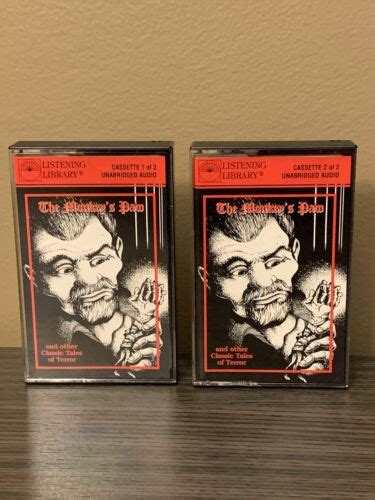 LISTENING
LIBRARY®
CASSETTE 1 of 2
UNABRIDGED AUDIO
The Monkey's Paw
and other
Classic Tales
of Terror
LISTENING
LIBRARY®
CASSETTE 2 of 2
UNABRIDGED AUDIO
The Monkey's Paw
and other
Classic Tales
of Terror